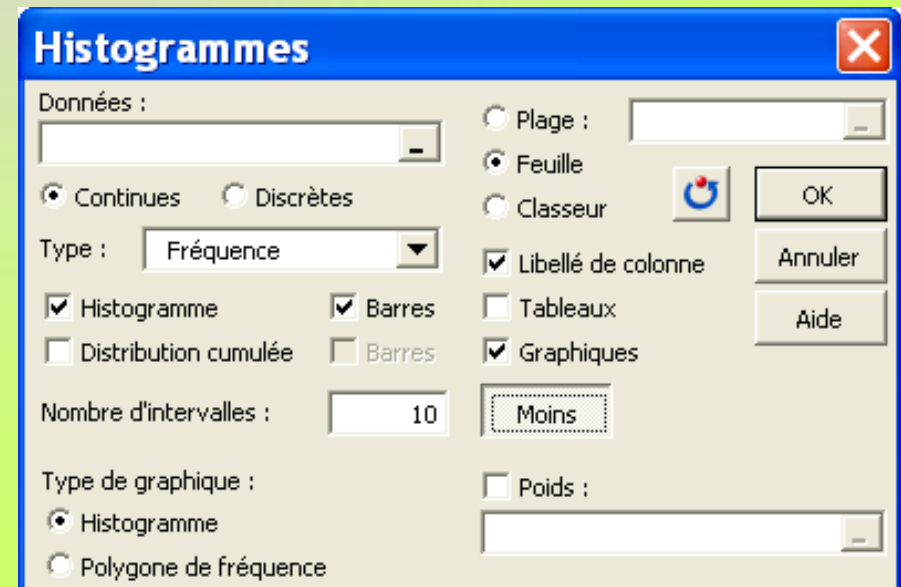 Histogrammes
Données :
Continues Discrètes
Type : Fréquence
Histogramme Barres
Distribution cumulée Barres
Nombre d'intervalles : 10
Type de graphique :
Histogramme
Polygone de fréquence
Plage :
Feuille
Classeur
Libellé de colonne
Tableaux
Graphiques
Moins
Poids :
OK
Annuler
Aide